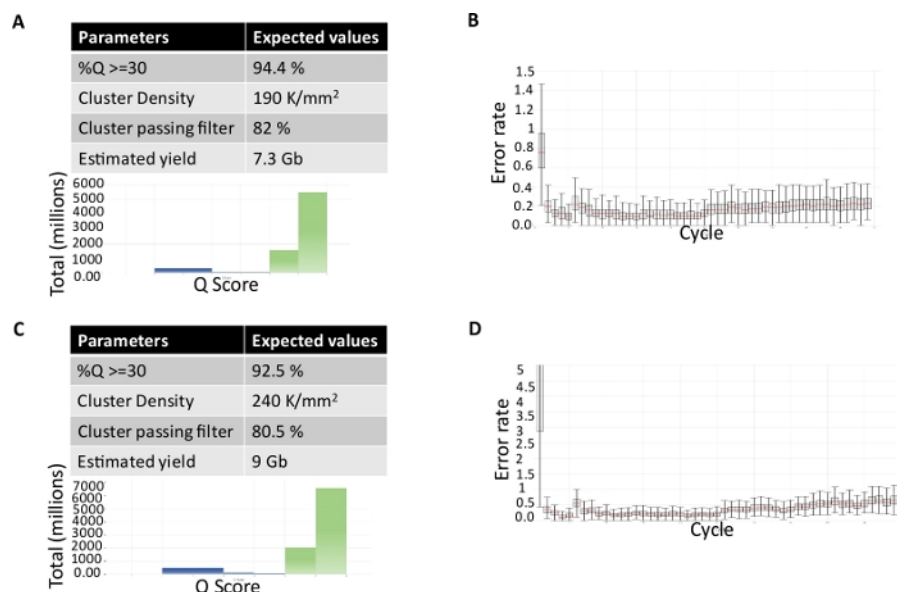 A
Parameters Expected values
%Q >=30 94.4 %
Cluster Density 190 K/mm²
Cluster passing filter 82 %
Estimated yield 7.3 Gb
Total (millions)
6000
5000
4000
3000
2000
1000
0.00
Q Score
B
Error rate
1.5
1.4
1.2
1.0
0.8
0.6
0.4
0.2
0.0
Cycle
C
Parameters Expected values
%Q >=30 92.5 %
Cluster Density 240 K/mm²
Cluster passing filter 80.5 %
Estimated yield 9 Gb
Total (millions)
7000
6000
5000
4000
3000
2000
1000
0.00
Q Score
D
Error rate
5
4.5
4
3.5
3
2.5
2
1.5
1
0.5
0.0
Cycle